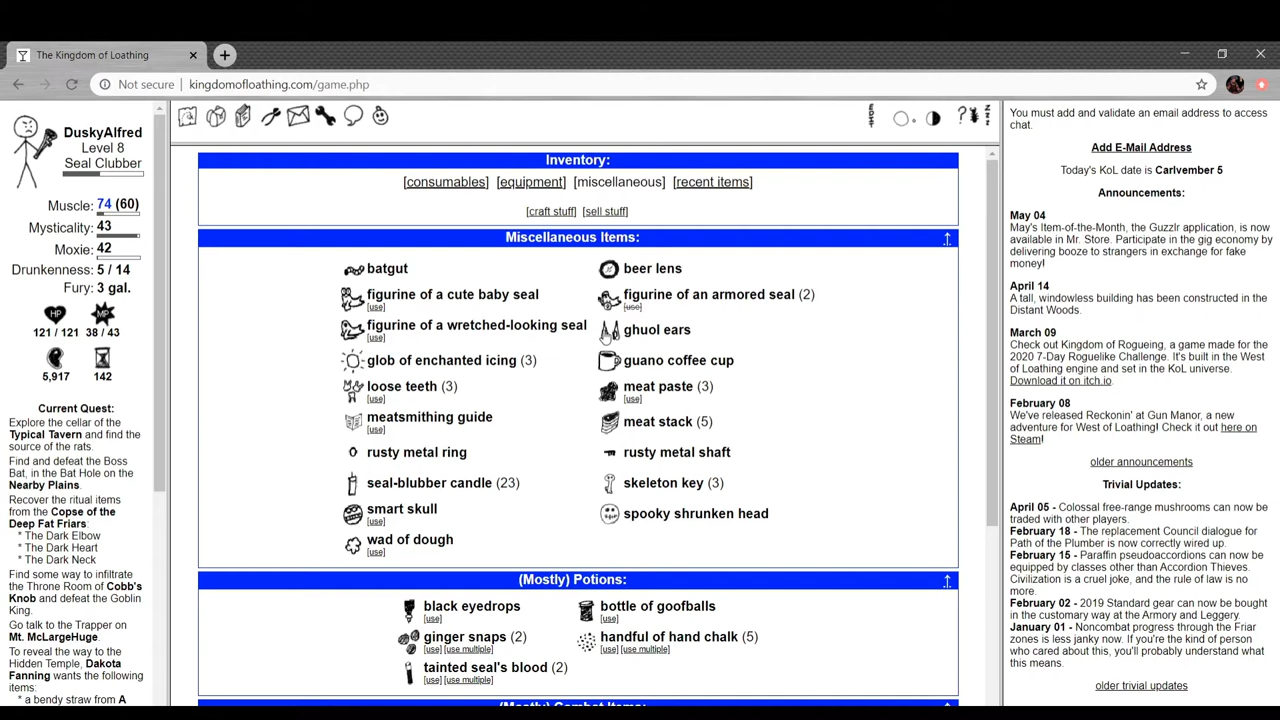 The Kingdom of Loathing
Not secure | kingdomofloathing.com/game.php
DuskyAlfred
Level 8
Seal Clubber
Muscle: 74 (60)
Mysticality: 43
Moxie: 42
Drunkenness: 5 / 14
Fury: 3 gal.
HP
MP
121 / 121 38 / 43
5,917 142
Current Quest:
Explore the cellar of the
Typical Tavern and find the
source of the rats.
Find and defeat the Boss
Bat, in the Bat Hole on the
Nearby Plains.
Recover the ritual items
from the Copse of the
Deep Fat Friars:
* The Dark Elbow
* The Dark Heart
* The Dark Neck
Find some way to infiltrate
the Throne Room of Cobb's
Knob and defeat the Goblin
King.
Go talk to the Trapper on
Mt. McLargeHuge.
To reveal the way to the
Hidden Temple, Dakota
Fanning wants the following
items:
* a bendy straw from A
Inventory:
[consumables] [equipment] [miscellaneous] [recent items]
[craft stuff] [sell stuff]
Miscellaneous Items:
batgut
beer lens
figurine of a cute baby seal
[use]
figurine of an armored seal (2)
[use]
figurine of a wretched-looking seal
[use]
ghuol ears
glob of enchanted icing (3)
guano coffee cup
loose teeth (3)
[use]
meat paste (3)
[use]
meatsmithing guide
[use]
meat stack (5)
rusty metal ring
rusty metal shaft
seal-blubber candle (23)
skeleton key (3)
smart skull
[use]
spooky shrunken head
wad of dough
[use]
(Mostly) Potions:
black eyedrops
[use]
bottle of goofballs
[use]
ginger snaps (2)
[use] [use multiple]
handful of hand chalk (5)
[use] [use multiple]
tainted seal's blood (2)
[use] [use multiple]
(Mostly) Combat Items:
You must add and validate an email address to access
chat.
Add E-Mail Address
Today's KoL date is Carlvember 5
Announcements:
May 04
May's Item-of-the-Month, the Guzzlr application, is now
available in Mr. Store. Participate in the gig economy by
delivering booze to strangers in exchange for fake
money!
April 14
A tall, windowless building has been constructed in the
Distant Woods.
March 09
Check out Kingdom of Rogueing, a game made for the
2020 7-Day Roguelike Challenge. It's built in the West
of Loathing engine and set in the KoL universe.
Download it on itch.io.
February 08
We've released Reckonin' at Gun Manor, a new
adventure for West of Loathing! Check it out here on
Steam!
older announcements
Trivial Updates:
April 05 - Colossal free-range mushrooms can now be
traded with other players.
February 18 - The replacement Council dialogue for
Path of the Plumber is now correctly wired up.
February 15 - Paraffin pseudoaccordions can now be
equipped by classes other than Accordion Thieves.
Civilization is a cruel joke, and the rule of law is no
more.
February 02 - 2019 Standard gear can now be bought
in the customary way at the Armory and Leggery.
January 01 - Noncombat progress through the Friar
zones is less janky now. If you're the kind of person
who cared about this, you'll probably understand what
this means.
older trivial updates